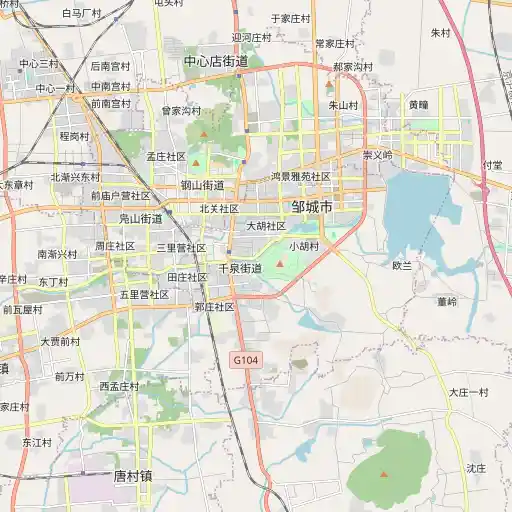 桥村
白马厂村
屯头村
于家庄村
朱村
迎河庄村
常家庄村
中心三村
后南宫村
中心店街道
郝家沟村
中心一村
中南宫村
前南宫村
曾家沟村
朱山村
黄疃
程岗村
孟庄社区
崇义岭
付堂
北渐兴东村
大东章村
钢山街道
鸿景雅苑社区
前庙户营社区
北关社区
邹城市
凫山街道
大胡社区
周庄社区
三里营社区
小胡村
南渐兴村
千泉街道
欧兰
辛庄村
东丁村
田庄社区
五里营社区
郭庄社区
董岭
前瓦屋村
大贾前村
G104
镇
前万村
西孟庄村
大庄一村
家庄村
东江村
唐村镇
沈庄